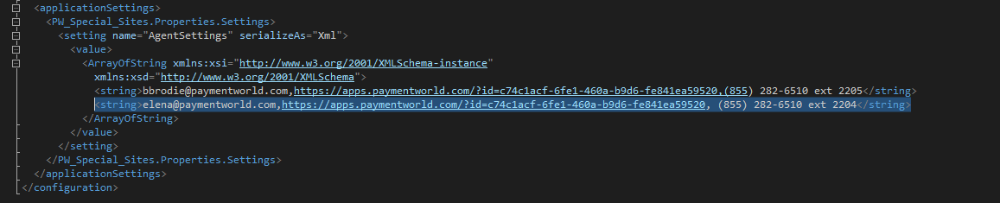 <applicationSettings>
<PW_Special_Sites.Properties.Settings>
<setting name="AgentSettings" serializeAs="Xml">
<value>
<ArrayOfString xmlns:xsi="http://www.w3.org/2001/XMLSchema-instance"
xmlns:xsd="http://www.w3.org/2001/XMLSchema">
<string>bbrodie@paymentworld.com,https://apps.paymentworld.com/?id=c74c1acf-6fe1-460a-b9d6-fe841ea59520,(855) 282-6510 ext 2205</string>
<string>elena@paymentworld.com,https://apps.paymentworld.com/?id=c74c1acf-6fe1-460a-b9d6-fe841ea59520, (855) 282-6510 ext 2204</string>
</ArrayOfString>
</value>
</setting>
</PW_Special_Sites.Properties.Settings>
</applicationSettings>
</configuration>